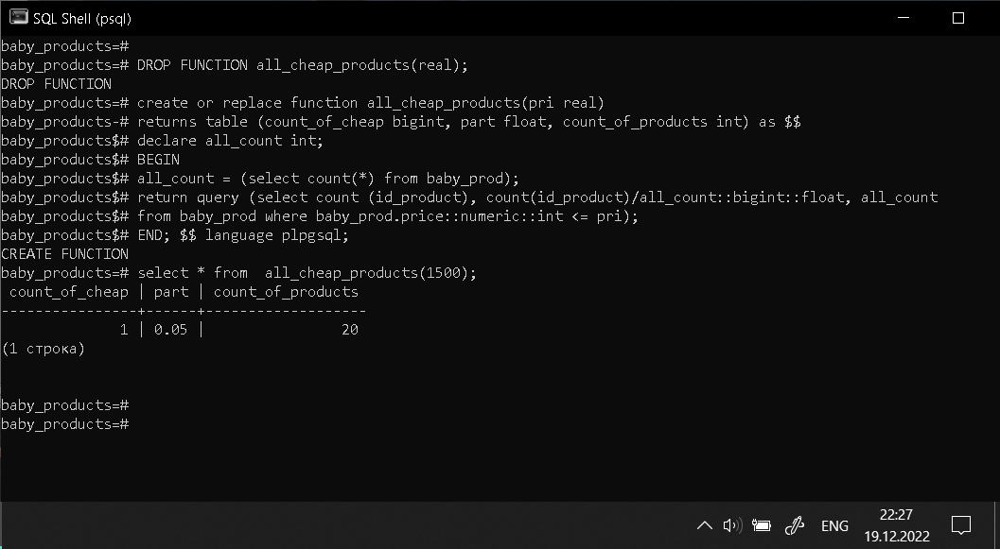 SQL Shell (psql)
baby_products=#
baby_products=# DROP FUNCTION all_cheap_products(real);
DROP FUNCTION
baby_products=# create or replace function all_cheap_products(pri real)
baby_products-# returns table (count_of_cheap bigint, part float, count_of_products int) as $$
baby_products$# declare all_count int;
baby_products$# BEGIN
baby_products$# all_count = (select count(*) from baby_prod);
baby_products$# return query (select count (id_product), count(id_product)/all_count::bigint::float, all_count
baby_products$# from baby_prod where baby_prod.price::numeric::int <= pri);
baby_products$# END; $$ language plpgsql;
CREATE FUNCTION
baby_products=# select * from  all_cheap_products(1500);
 count_of_cheap | part | count_of_products
----------------+------+-------------------
              1 | 0.05 |                20
(1 строка)
baby_products=#
baby_products=#
ENG
22:27
19.12.2022